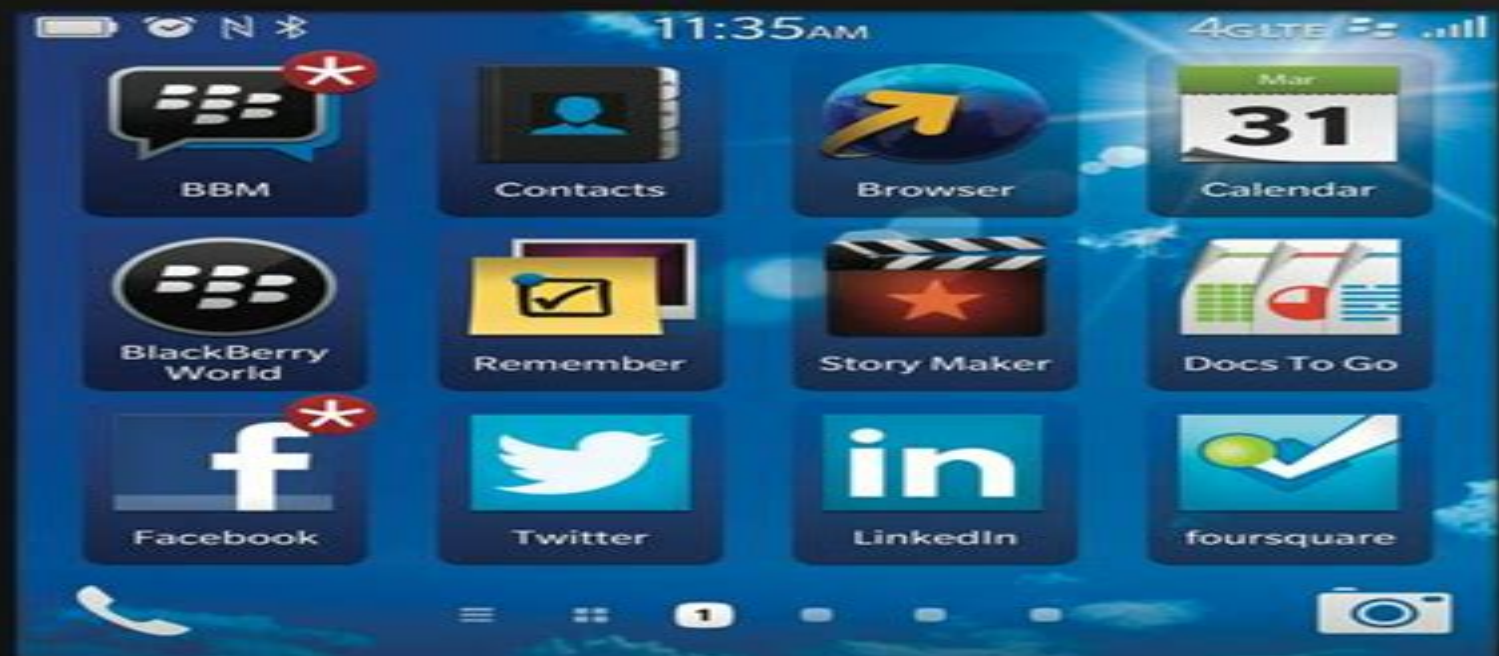 11:35AM 4GLTE
Mar
31
BBM Contacts Browser Calendar
BlackBerry
World
Remember Story Maker Docs To Go
f in
Facebook Twitter LinkedIn foursquare
1